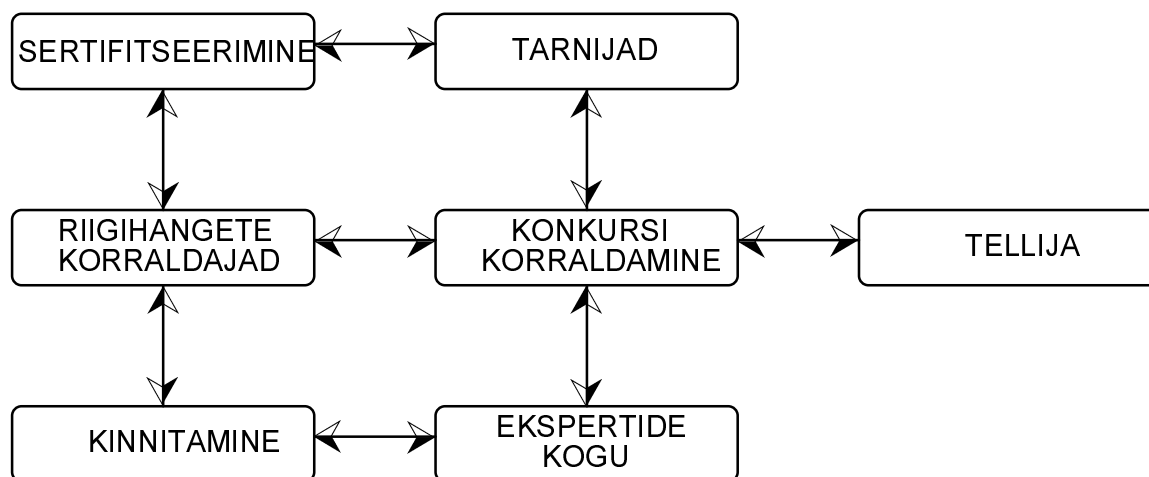 SERTIFITSEERIMINE
TARNIJAD
RIIGIHANGETE
KORRALDAJAD
KONKURSI
KORRALDAMINE
TELLIJA
KINNITAMINE
EKSPERTIDE
KOGU